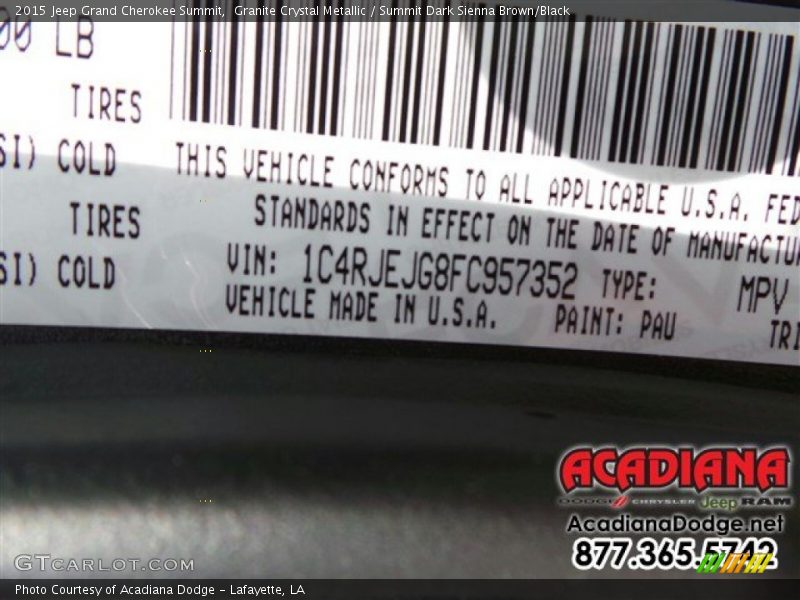 2015 Jeep Grand Cherokee Summit, Granite Crystal Metallic / Summit Dark Sienna Brown/Black
00 LB
TIRES
SI) COLD
THIS VEHICLE CONFORMS TO ALL APPLICABLE U.S.A. FED
TIRES
STANDARDS IN EFFECT ON THE DATE OF MANUFACTU
SI) COLD
VIN: 1C4RJEJG8FC957352 TYPE: MPV
VEHICLE MADE IN U.S.A. PAINT: PAU TRI
ACADIANA
DODGE CHRYSLER Jeep RAM
AcadianaDodge.net
877.365.5742
GTCARLOT.COM
Photo Courtesy of Acadiana Dodge - Lafayette, LA